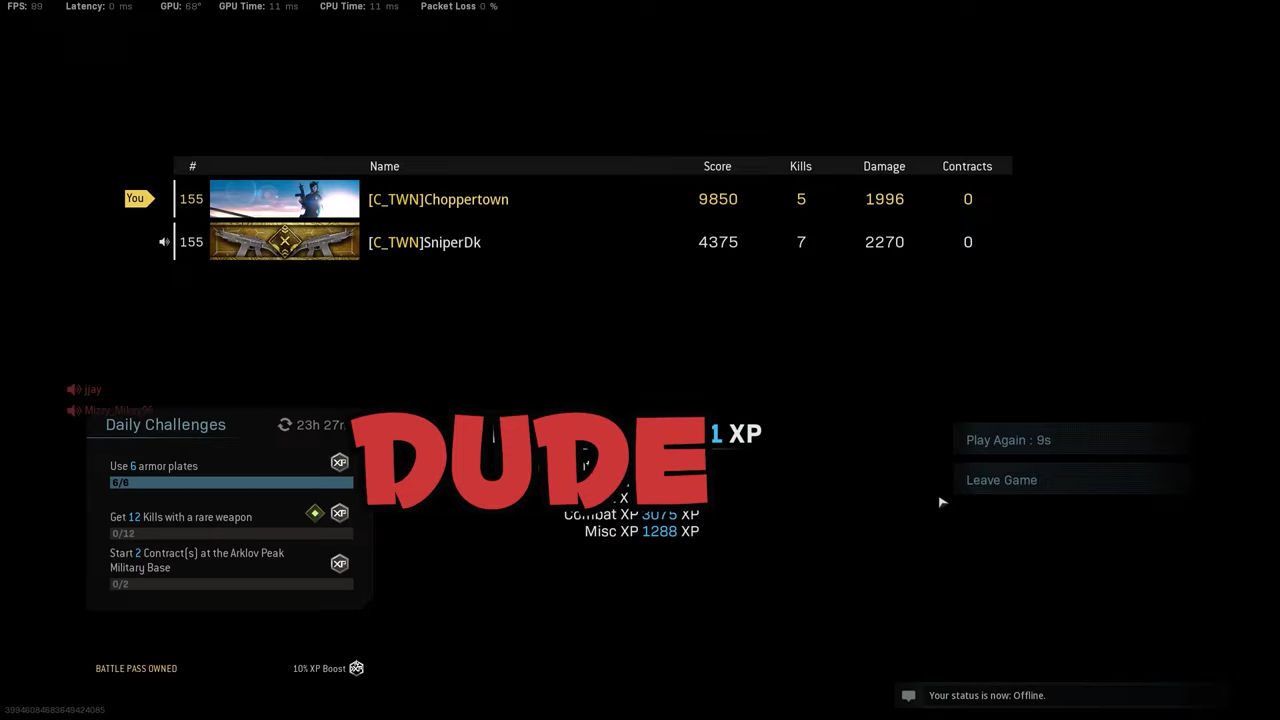 FPS: 89 Latency: 0 ms GPU: 68° GPU Time: 11 ms CPU Time: 11 ms Packet Loss 0 %
# Name Score Kills Damage Contracts
You 155 [C_TWN]Choppertown 9850 5 1996 0
155 [C_TWN]SniperDk 4375 7 2270 0
jjay
Mizzy_Mikey96
Daily Challenges 23h 27
DUDE
1 XP
Play Again : 9s
Use 6 armor plates
6/6
Leave Game
Get 12 Kills with a rare weapon
0/12
Combat XP 3075 XP
Misc XP 1288 XP
Start 2 Contract(s) at the Arklov Peak
Military Base
0/2
BATTLE PASS OWNED
10% XP Boost
Your status is now: Offline.